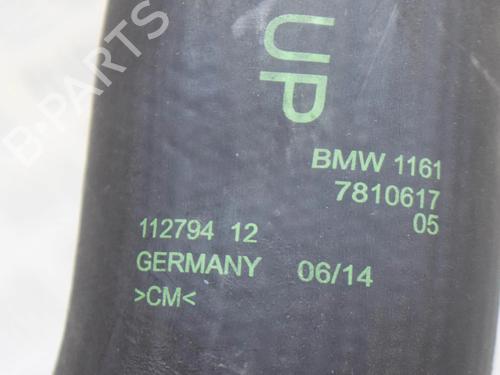 B-PARTS
UP
BMW 1161
7810617
05
112794 12
GERMANY 06/14
>CM<